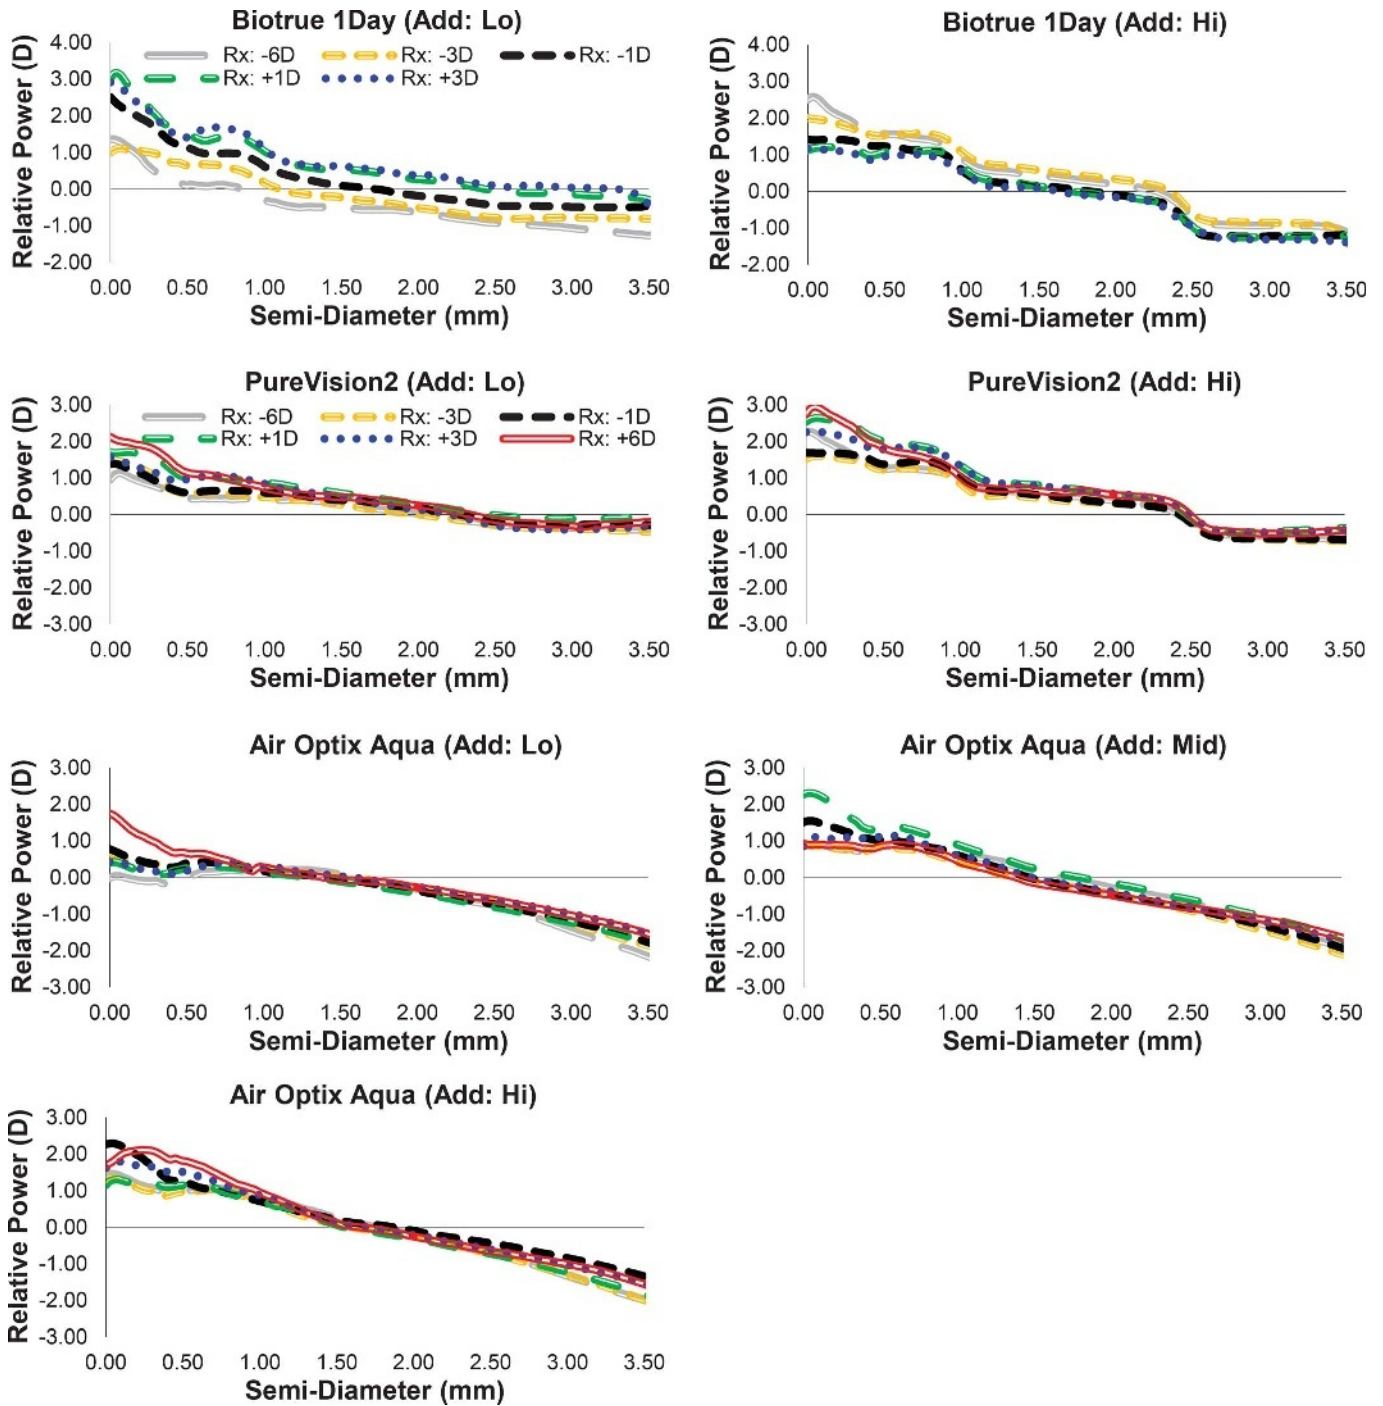 Biotrue 1Day (Add: Lo)
Relative Power (D)
4.00
3.00
2.00
1.00
0.00
-1.00
-2.00
Rx: -6D Rx: -3D Rx: -1D
Rx: +1D Rx: +3D
0.00 0.50 1.00 1.50 2.00 2.50 3.00 3.50
Semi-Diameter (mm)
Biotrue 1Day (Add: Hi)
Relative Power (D)
4.00
3.00
2.00
1.00
0.00
-1.00
-2.00
0.00 0.50 1.00 1.50 2.00 2.50 3.00 3.50
Semi-Diameter (mm)
PureVision2 (Add: Lo)
Relative Power (D)
3.00
2.00
1.00
0.00
-1.00
-2.00
-3.00
Rx: -6D Rx: -3D Rx: -1D
Rx: +1D Rx: +3D Rx: +6D
0.00 0.50 1.00 1.50 2.00 2.50 3.00 3.50
Semi-Diameter (mm)
PureVision2 (Add: Hi)
Relative Power (D)
3.00
2.00
1.00
0.00
-1.00
-2.00
-3.00
0.00 0.50 1.00 1.50 2.00 2.50 3.00 3.50
Semi-Diameter (mm)
Air Optix Aqua (Add: Lo)
Relative Power (D)
3.00
2.00
1.00
0.00
-1.00
-2.00
-3.00
0.00 0.50 1.00 1.50 2.00 2.50 3.00 3.50
Semi-Diameter (mm)
Air Optix Aqua (Add: Mid)
Relative Power (D)
3.00
2.00
1.00
0.00
-1.00
-2.00
-3.00
0.00 0.50 1.00 1.50 2.00 2.50 3.00 3.50
Semi-Diameter (mm)
Air Optix Aqua (Add: Hi)
Relative Power (D)
3.00
2.00
1.00
0.00
-1.00
-2.00
-3.00
0.00 0.50 1.00 1.50 2.00 2.50 3.00 3.50
Semi-Diameter (mm)